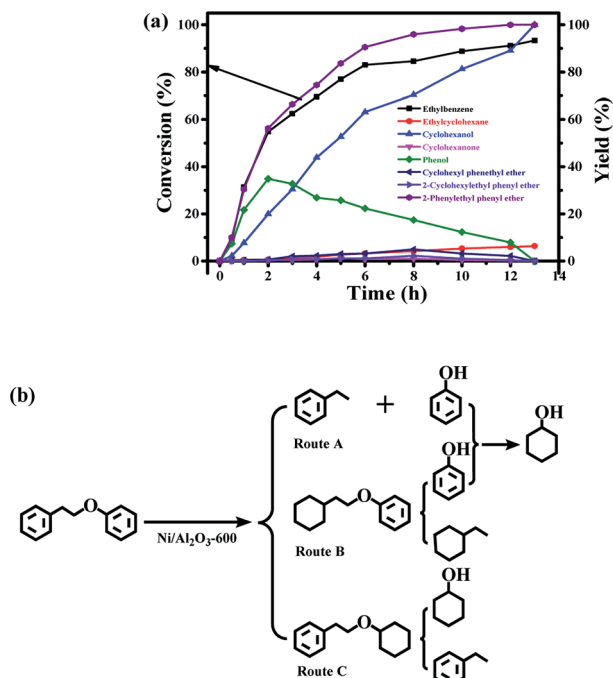 (a)
Conversion (%)
Yield (%)
100
80
60
40
20
0
100
80
60
40
20
0
Ethylbenzene
Ethylcyclohexane
Cyclohexanol
Cyclohexanone
Phenol
Cyclohexyl phenethyl ether
2-Cyclohexylethyl phenyl ether
2-Phenylethyl phenyl ether
0 2 4 6 8 10 12 14
Time (h)
(b)
OH
+
Route A
OH
OH
O
Ni/Al2O3-600
O
Route B
OH
O
Route C